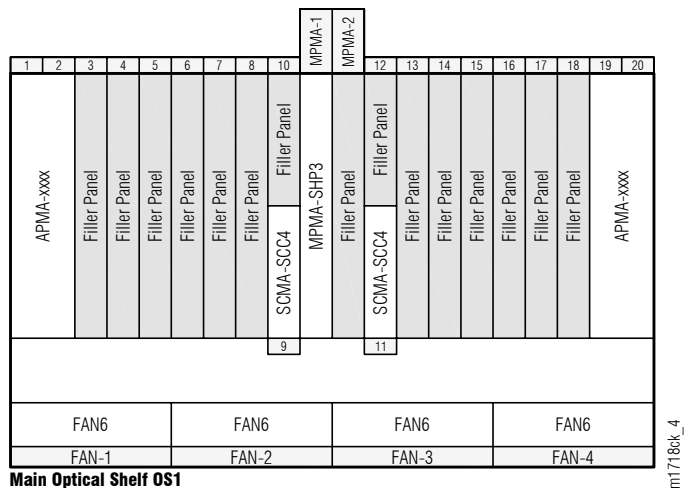 MPMA-1
MPMA-2
1 2 3 4 5 6 7 8 10 12 13 14 15 16 17 18 19 20
APMA-xxxx
Filler Panel
Filler Panel
Filler Panel
Filler Panel
Filler Panel
Filler Panel
Filler Panel
SCMA-SCC4
MPMA-SHP3
Filler Panel
Filler Panel
SCMA-SCC4
Filler Panel
Filler Panel
Filler Panel
Filler Panel
Filler Panel
Filler Panel
APMA-xxxx
9 11
FAN6 FAN6 FAN6 FAN6
FAN-1 FAN-2 FAN-3 FAN-4
Main Optical Shelf OS1
m1718ck_4